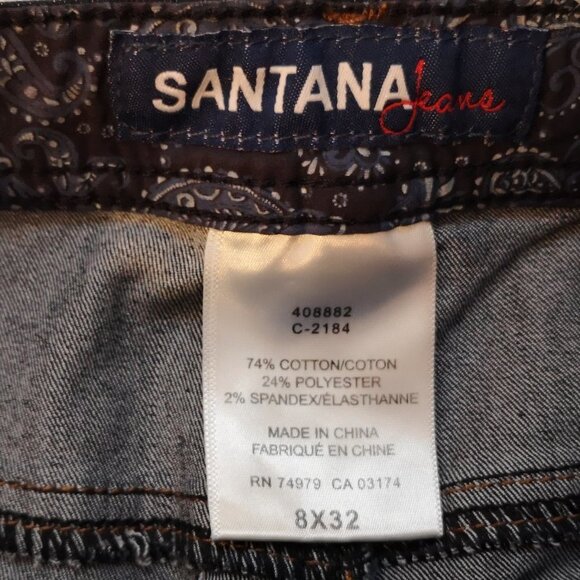 SANTANA Jeans
408882
C-2184
74% COTTON/COTON
24% POLYESTER
2% SPANDEX/ÉLASTHANNE
MADE IN CHINA
FABRIQUÉ EN CHINE
RN 74979 CA 03174
8X32